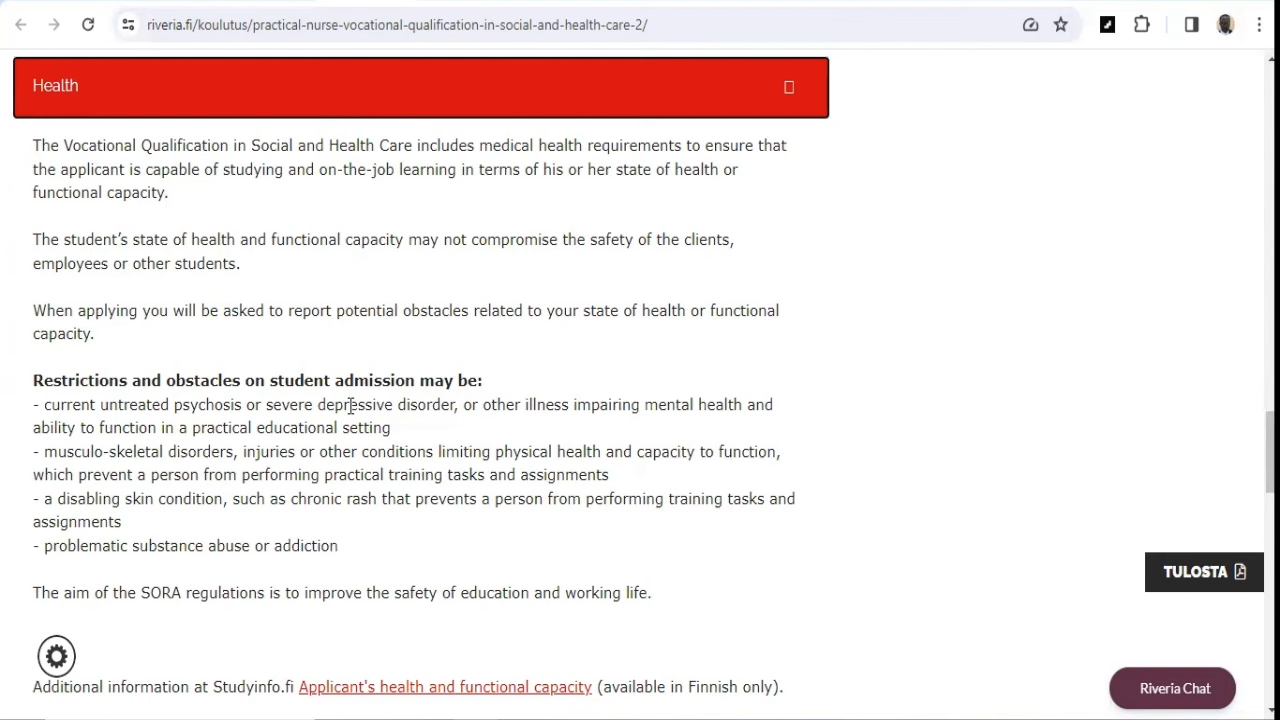 riveria.fi/koulutus/practical-nurse-vocational-qualification-in-social-and-health-care-2/
Health
The Vocational Qualification in Social and Health Care includes medical health requirements to ensure that
the applicant is capable of studying and on-the-job learning in terms of his or her state of health or
functional capacity.
The student’s state of health and functional capacity may not compromise the safety of the clients,
employees or other students.
When applying you will be asked to report potential obstacles related to your state of health or functional
capacity.
Restrictions and obstacles on student admission may be:
- current untreated psychosis or severe depressive disorder, or other illness impairing mental health and
ability to function in a practical educational setting
- musculo-skeletal disorders, injuries or other conditions limiting physical health and capacity to function,
which prevent a person from performing practical training tasks and assignments
- a disabling skin condition, such as chronic rash that prevents a person from performing training tasks and
assignments
- problematic substance abuse or addiction
TULOSTA
The aim of the SORA regulations is to improve the safety of education and working life.
Additional information at Studyinfo.fi Applicant's health and functional capacity (available in Finnish only).
Riveria Chat